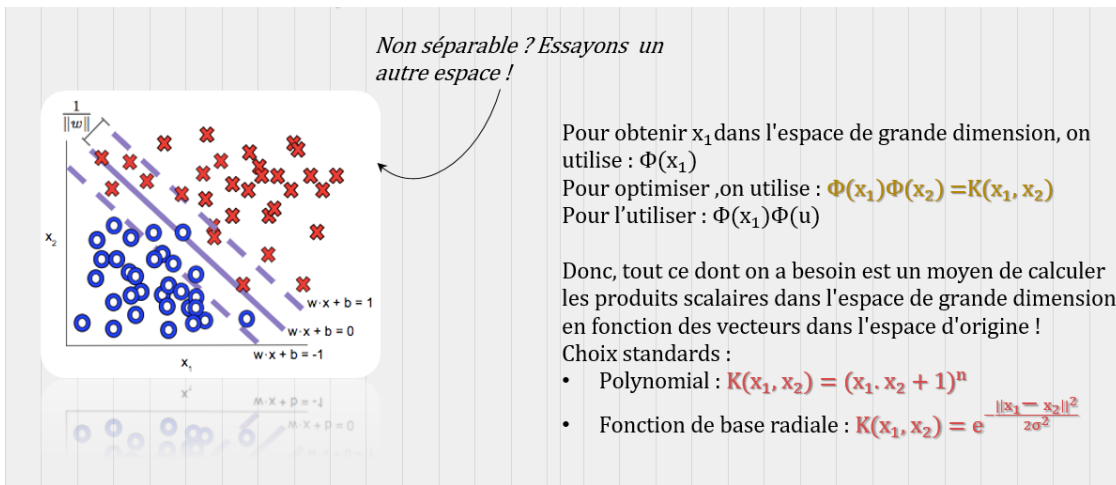 Non séparable ? Essayons un
autre espace !
1
‖w‖
x₂
w·x + b = 1
w·x + b = 0
w·x + b = -1
x₁
Pour obtenir x₁dans l'espace de grande dimension, on
utilise : Φ(x₁)
Pour optimiser ,on utilise : Φ(x₁)Φ(x₂) =K(x₁, x₂)
Pour l’utiliser : Φ(x₁)Φ(u)
Donc, tout ce dont on a besoin est un moyen de calculer
les produits scalaires dans l'espace de grande dimension
en fonction des vecteurs dans l'espace d'origine !
Choix standards :
• Polynomial : K(x₁, x₂) = (x₁. x₂ + 1)ⁿ
• Fonction de base radiale : K(x₁, x₂) = e^(-‖x₁− x₂‖²/2σ²)